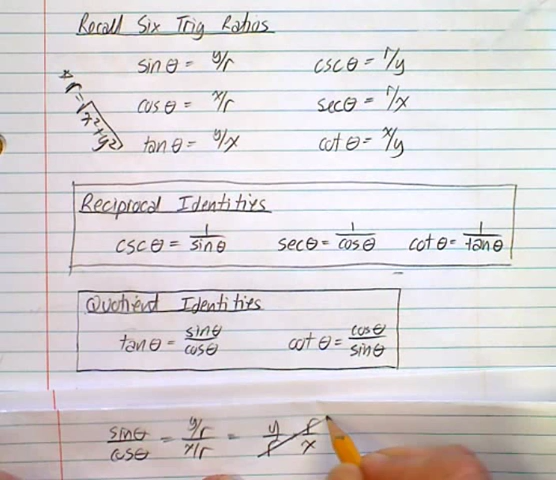 Recall Six Trig Ratios
sin θ = y/r csc θ = r/y
cos θ = x/r sec θ = r/x
tan θ = y/x cot θ = x/y
* r = √x²+y²
Reciprocal Identities
csc θ = 1/sin θ sec θ = 1/cos θ cot θ = 1/tan θ
Quotient Identities
tan θ = sin θ/cos θ cot θ = cos θ/sin θ
sin θ/cos θ = y/r/x/r = y/r r/x